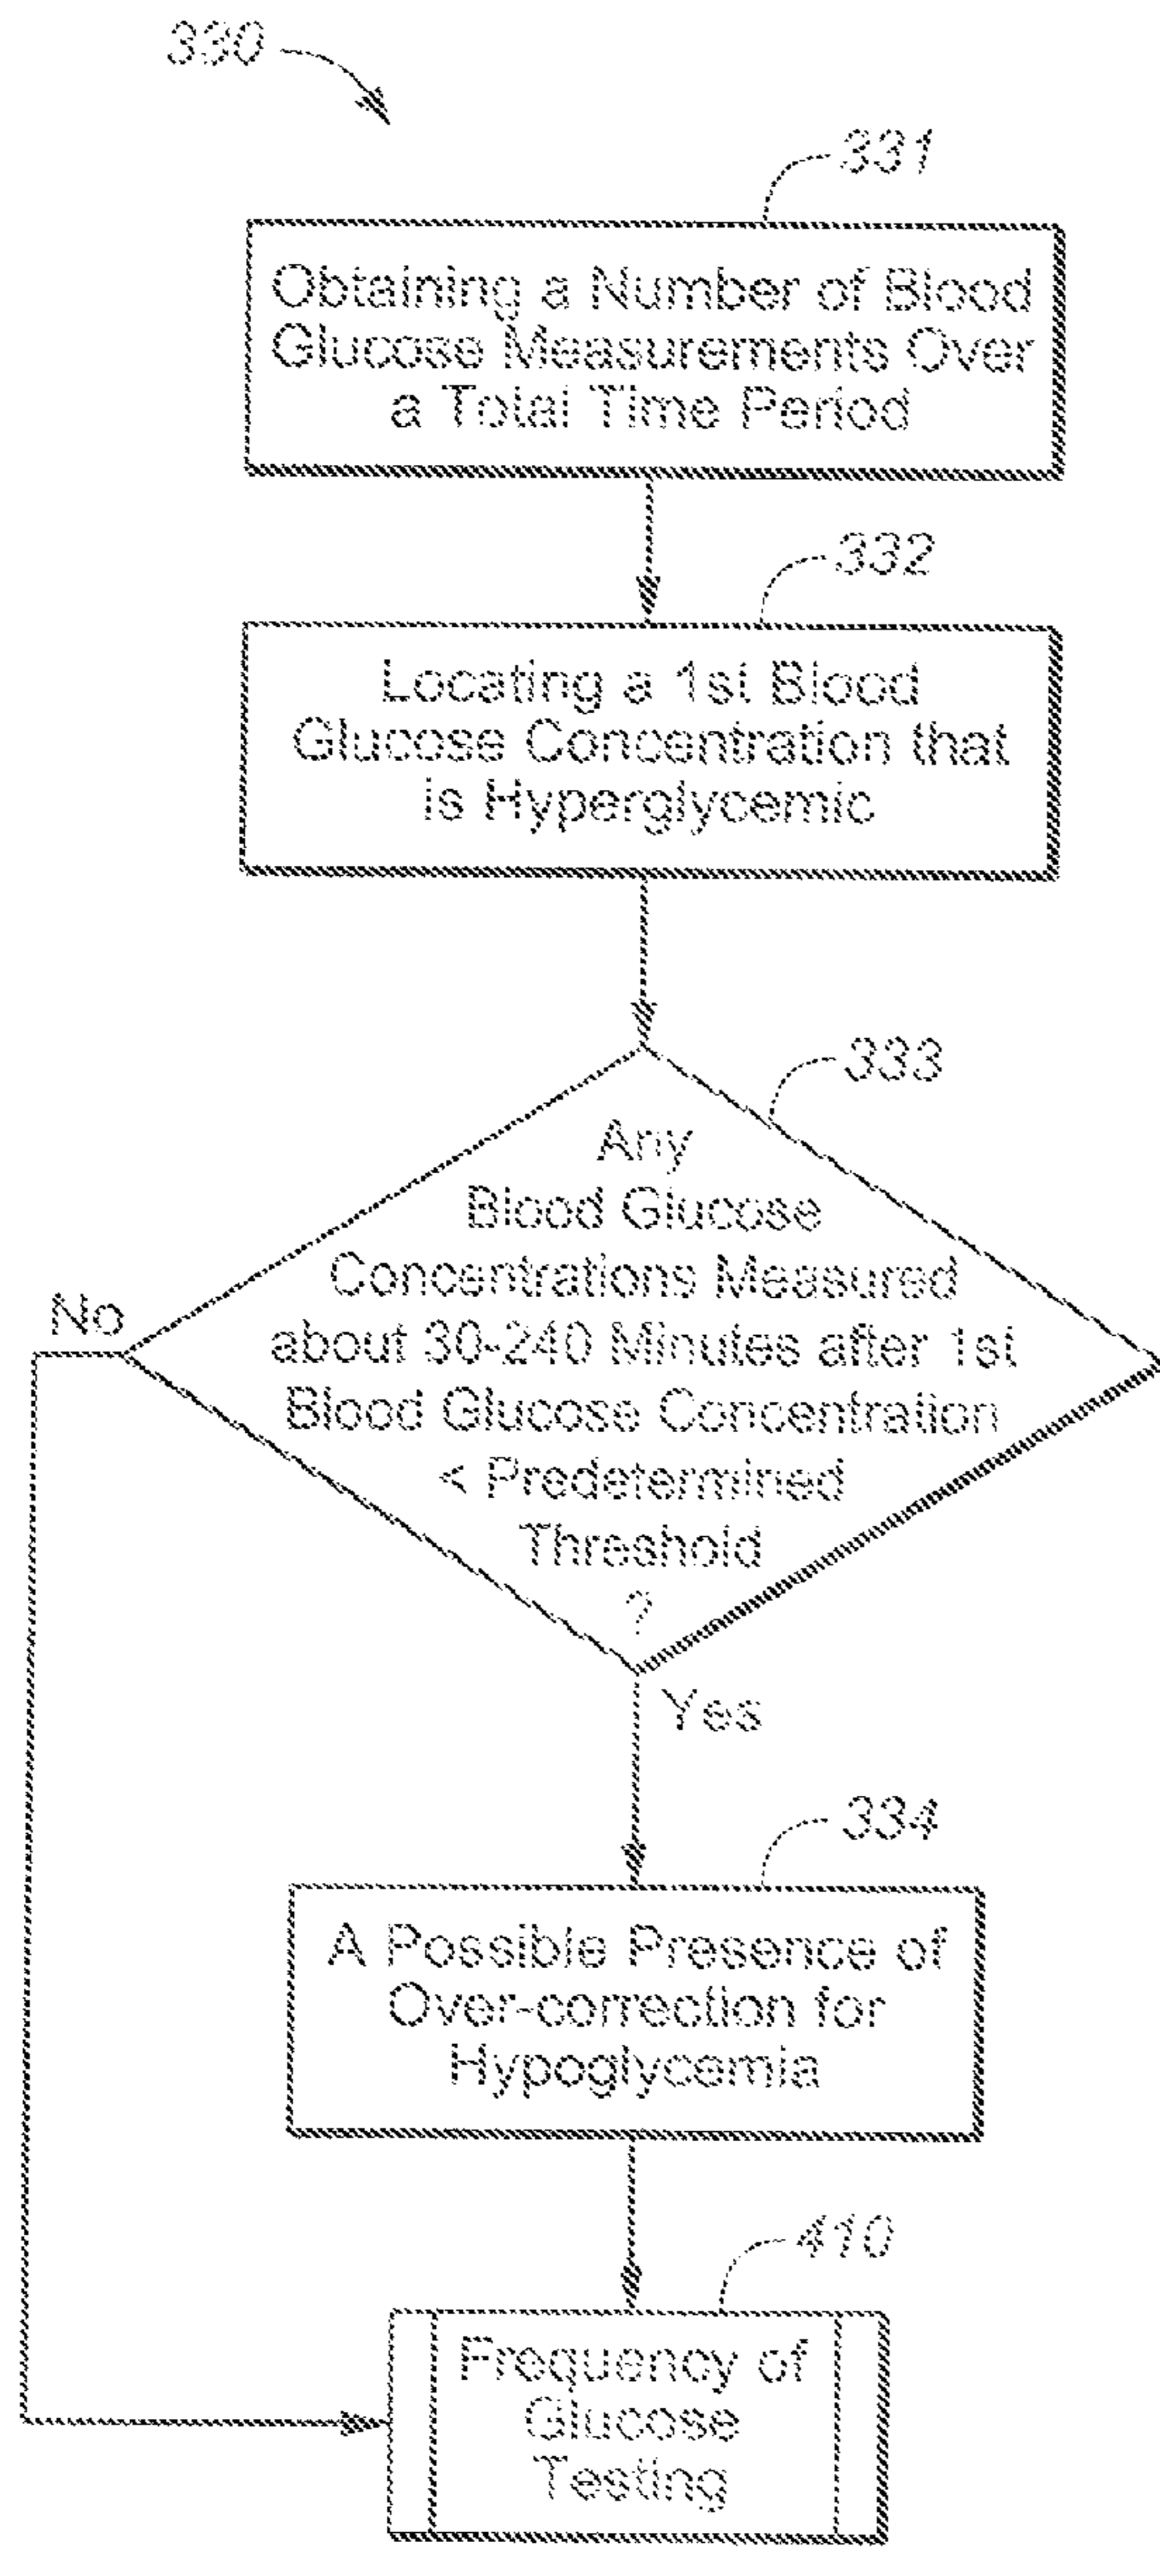 330
331
Obtaining a Number of Blood
Glucose Measurements Over
a Total Time Period
332
Locating a 1st Blood
Glucose Concentration that
is Hyperglycemic
333
Any
Blood Glucose
Concentrations Measured
about 30-240 Minutes after 1st
Blood Glucose Concentration
< Predetermined
Threshold
?
No
Yes
334
A Possible Presence of
Over-correction for
Hypoglycemia
410
Frequency of
Glucose
Testing